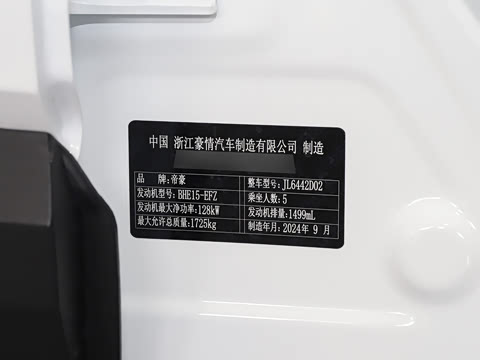 中国 浙江豪情汽车制造有限公司 制造
品 牌:帝豪 整车型号:JL6442D02
发动机型号:BHE15-EFZ 乘坐人数:5
发动机最大净功率:128kW 发动机排量:1499mL
最大允许总质量:1725kg 制造年月:2024年 9 月